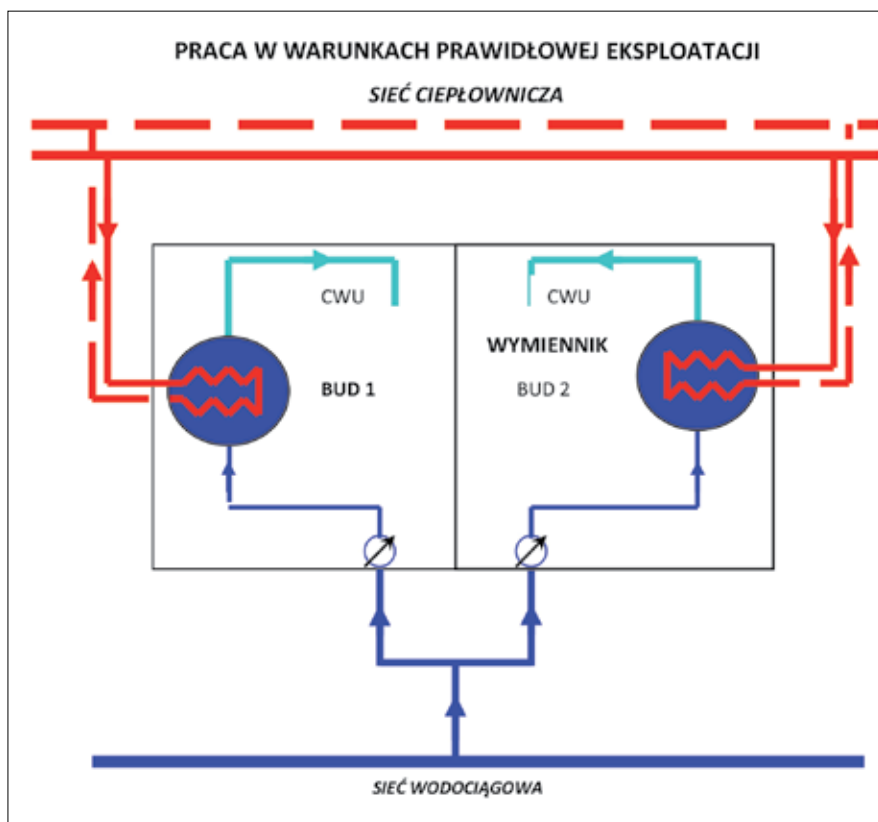 PRACA W WARUNKACH PRAWIDŁOWEJ EKSPLOATACJI
SIEĆ CIEPŁOWNICZA
CWU
CWU
WYMIENNIK
BUD 1
BUD 2
SIEĆ WODOCIĄGOWA